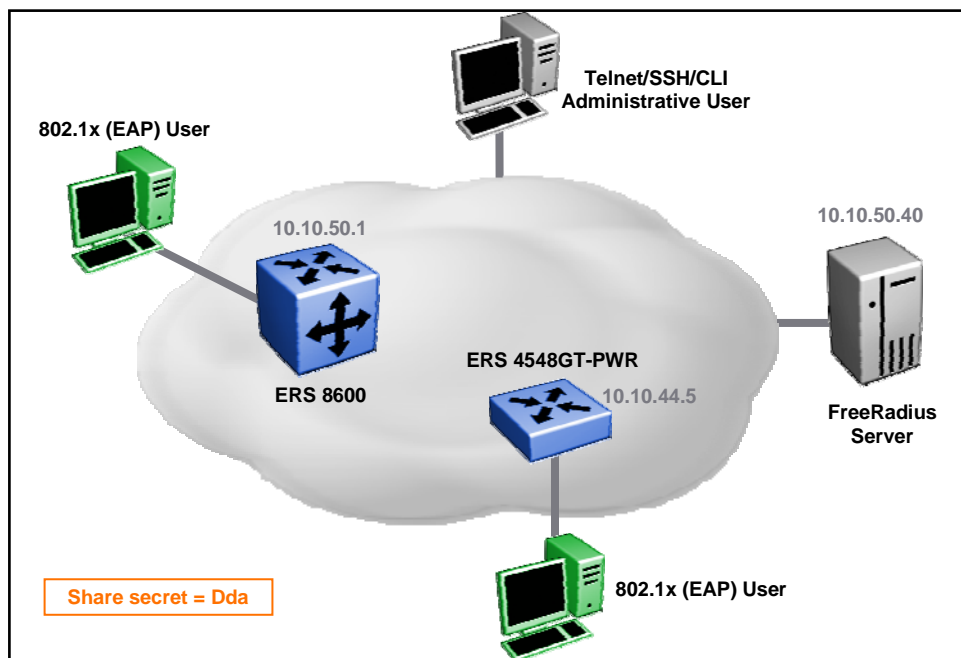 Telnet/SSH/CLI
Administrative User
802.1x (EAP) User
10.10.50.1
10.10.50.40
ERS 8600
ERS 4548GT-PWR
10.10.44.5
FreeRadius
Server
802.1x (EAP) User
Share secret = Dda